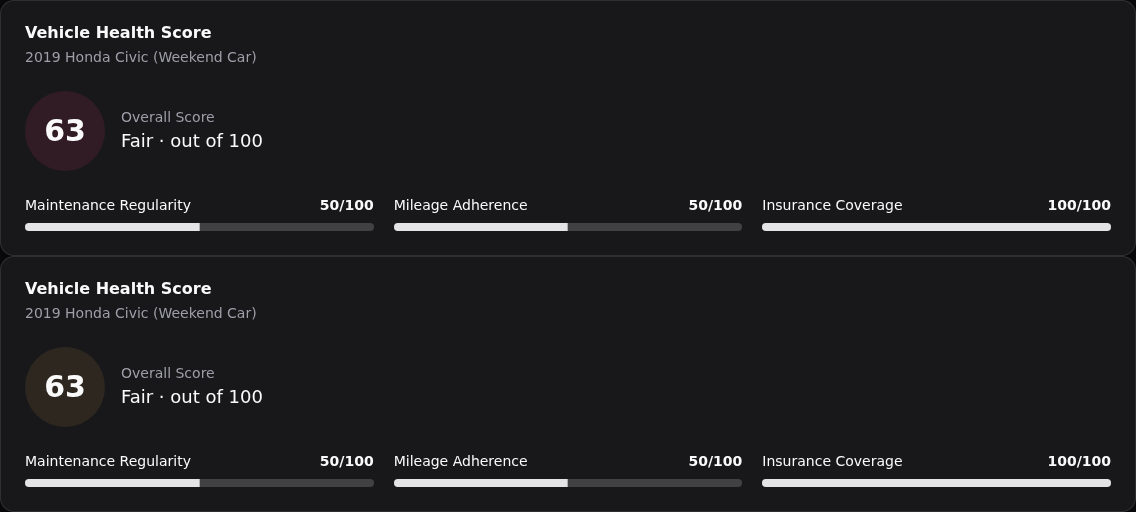 Vehicle Health Score
2019 Honda Civic (Weekend Car)
63
Overall Score
Fair · out of 100
Maintenance Regularity 50/100
Mileage Adherence 50/100
Insurance Coverage 100/100
Vehicle Health Score
2019 Honda Civic (Weekend Car)
63
Overall Score
Fair · out of 100
Maintenance Regularity 50/100
Mileage Adherence 50/100
Insurance Coverage 100/100